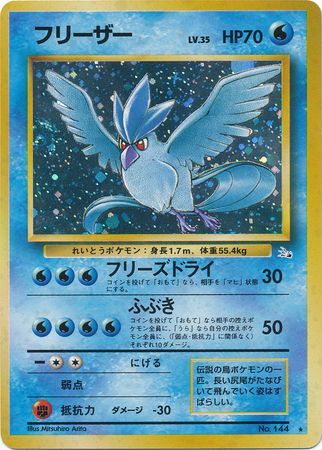 フリーザー LV.35 HP70
れいとうポケモン：身長1.7m、体重55.4kg
フリーズドライ 30
コインを投げて「おもて」なら、相手を「マヒ」状態にする。
ふぶき 50
コインを投げて「おもて」なら相手の控えポ
ケモン全員に、「うら」なら自分の控えポケモ
ン全員に、（「弱点・抵抗力」に関係なく）そ
れぞれ10ダメージ。
にげる
弱点
抵抗力 ダメージ -30
伝説の鳥ポケモンの一
匹。長い尻尾がたなび
いて飛んでいく姿はす
ばらしい。
Illus. Mitsuhiro Arita
No. 144